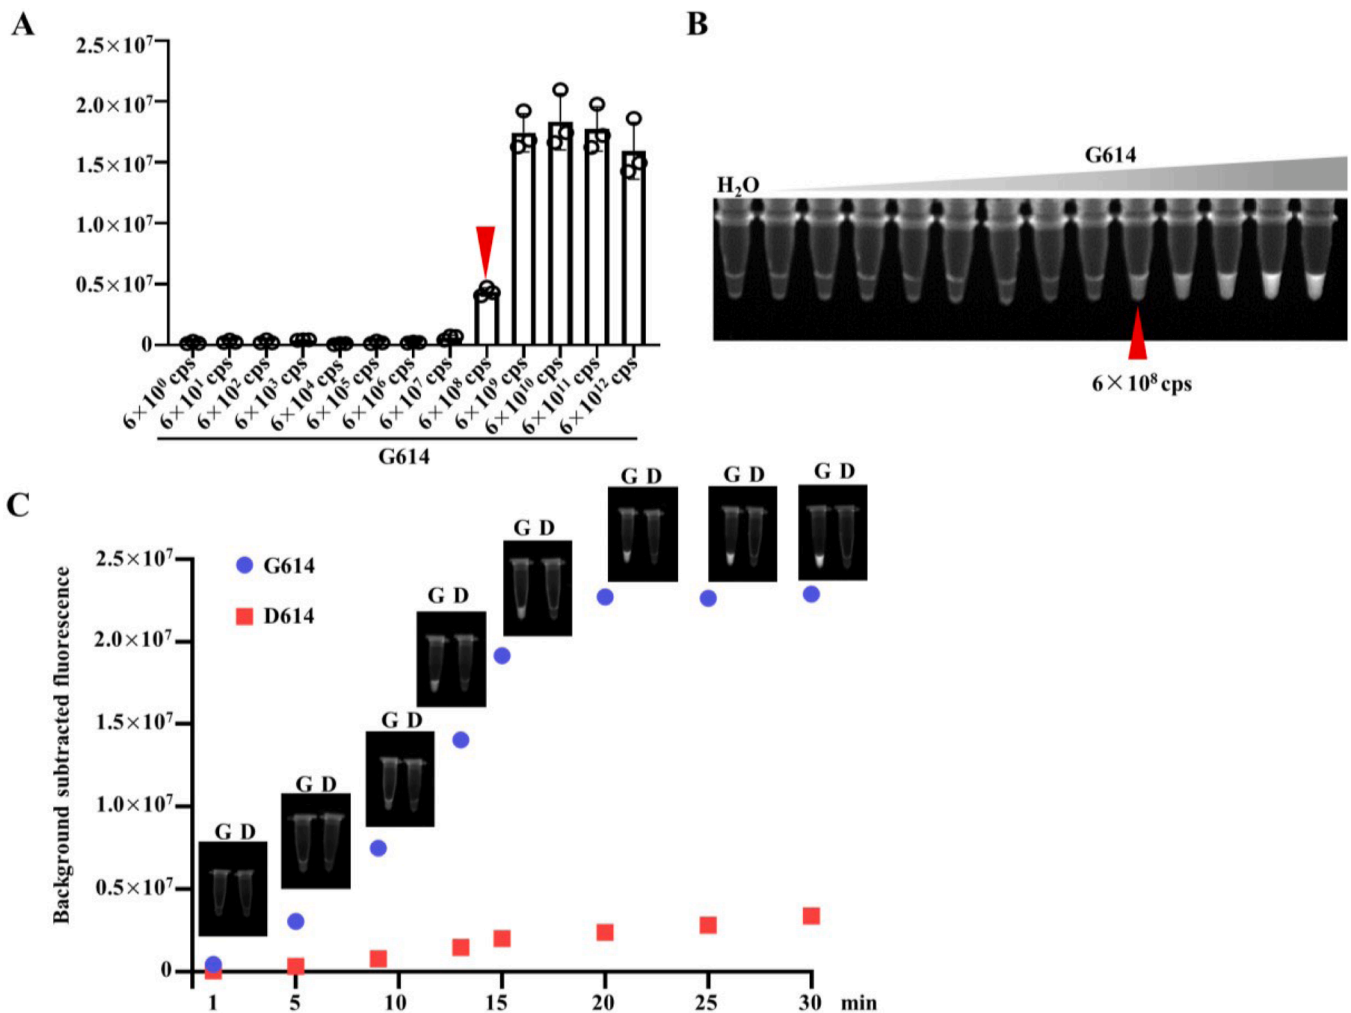 A
2.5×10⁷
2.0×10⁷
1.5×10⁷
1.0×10⁷
0.5×10⁷
0
6×10⁰ cps
6×10¹ cps
6×10² cps
6×10³ cps
6×10⁴ cps
6×10⁵ cps
6×10⁶ cps
6×10⁷ cps
6×10⁸ cps
6×10⁹ cps
6×10¹⁰ cps
6×10¹¹ cps
6×10¹² cps
G614
B
G614
H₂O
6×10⁸ cps
C
Background subtracted fluorescence
2.5×10⁷
2.0×10⁷
1.5×10⁷
1.0×10⁷
0.5×10⁷
0
G614
D614
G D
G D
G D
G D
G D
G D
G D
G D
1 5 10 15 20 25 30 min